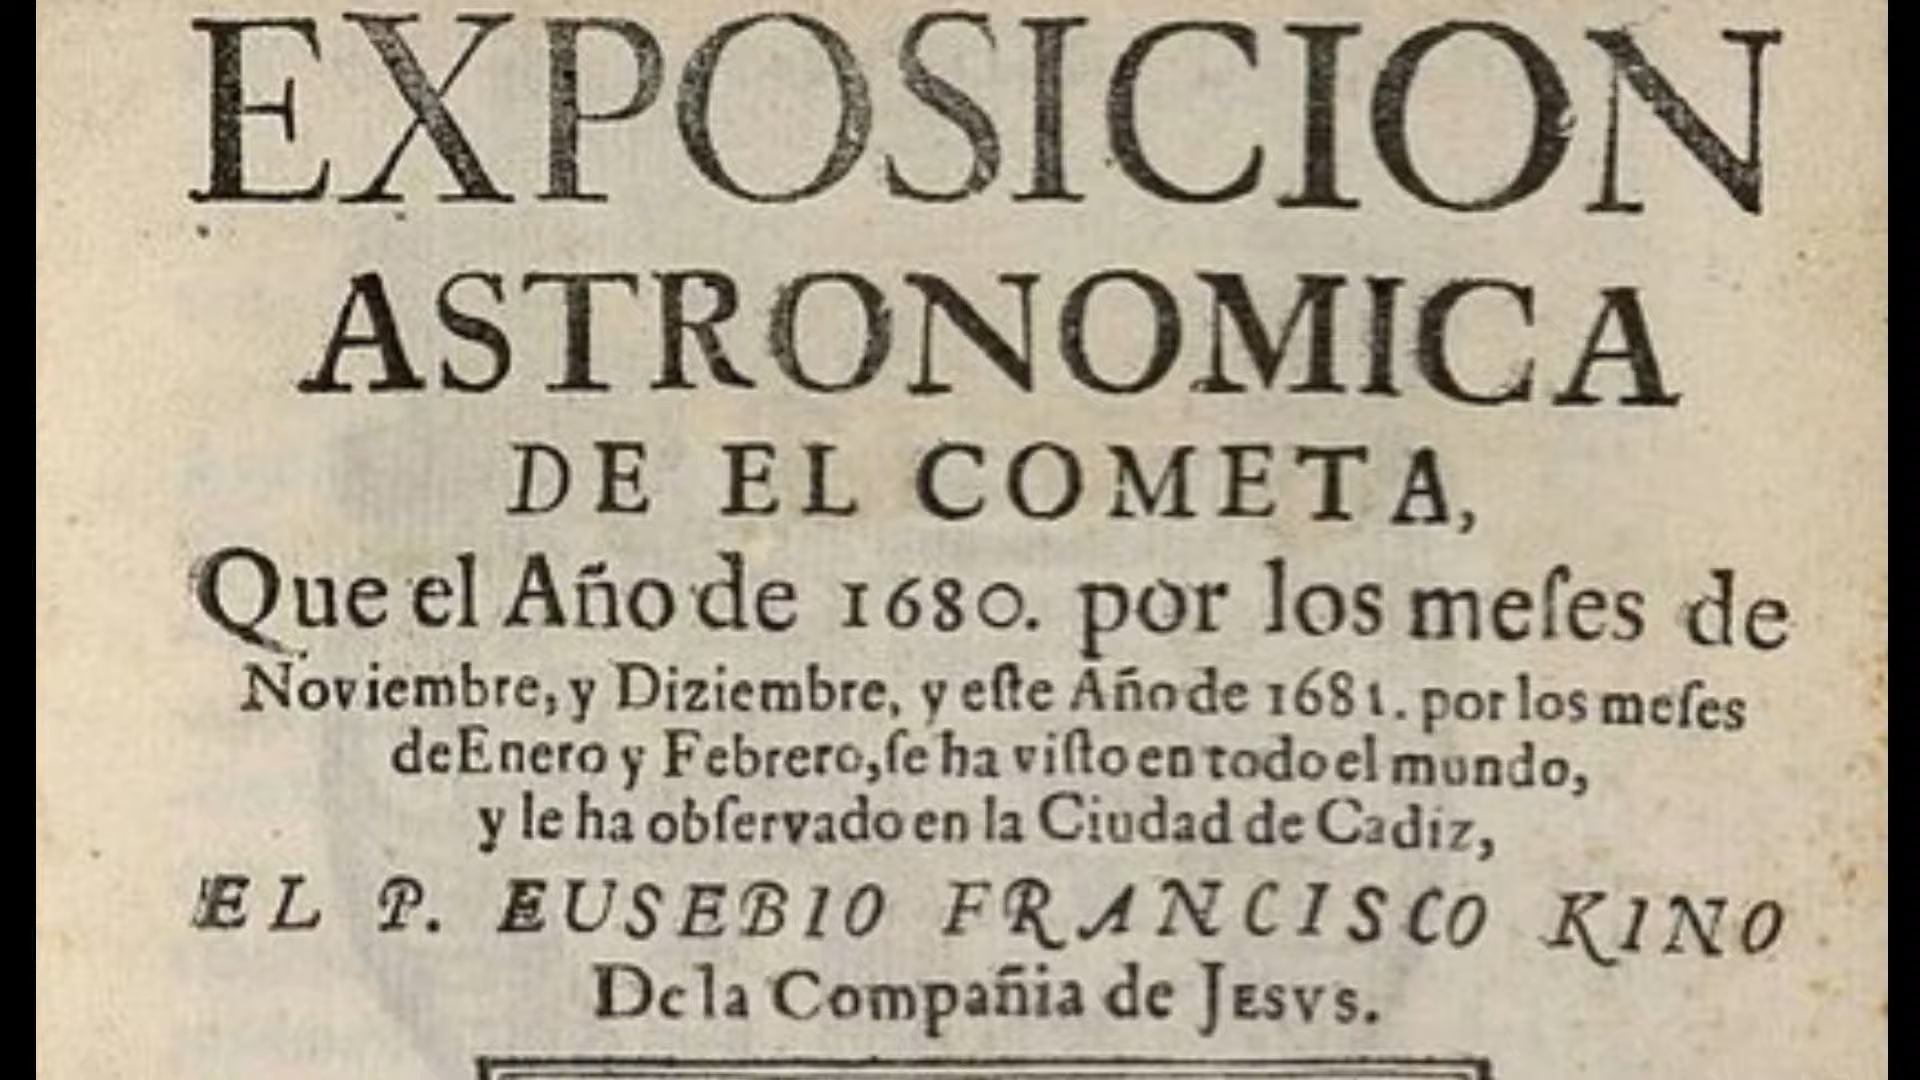 EXPOSICION
ASTRONOMICA
DE EL COMETA,
Que el Año de 1680. por los meſes de
Noviembre, y Diziembre, y eſte Año de 1681. por los meſes
de Enero y Febrero, ſe ha viſto en todo el mundo,
y le ha obſervado en la Ciudad de Cadiz,
EL P. EUSEBIO FRANCISCO KINO
De la Compañia de JESVS.